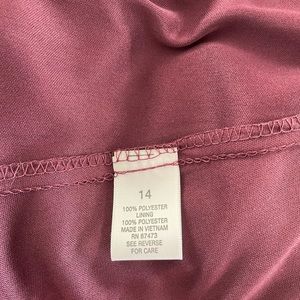 14
100% POLYESTER
LINING
100% POLYESTER
MADE IN VIETNAM
RN 87473
SEE REVERSE
FOR CARE